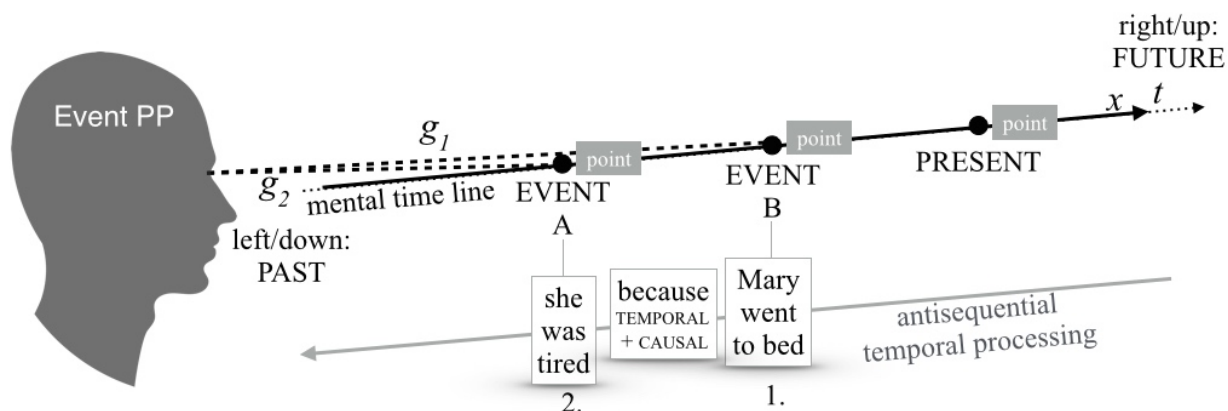 right/up:
FUTURE
Event PP
x
t
g1
point
point
point
PRESENT
g2
mental time line
EVENT
A
EVENT
B
left/down:
PAST
she
was
tired
because
TEMPORAL
+ CAUSAL
Mary
went
to bed
antisequential
temporal processing
2.
1.